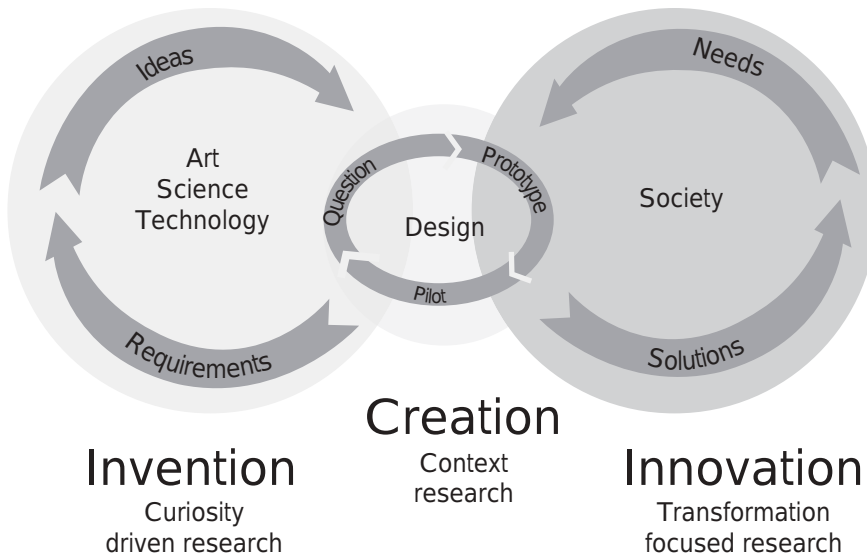 Ideas
Needs
Art
Science
Technology
Question
Prototype
Design
Society
Pilot
Requirements
Solutions
Creation
Context
research
Invention
Curiosity
driven research
Innovation
Transformation
focused research